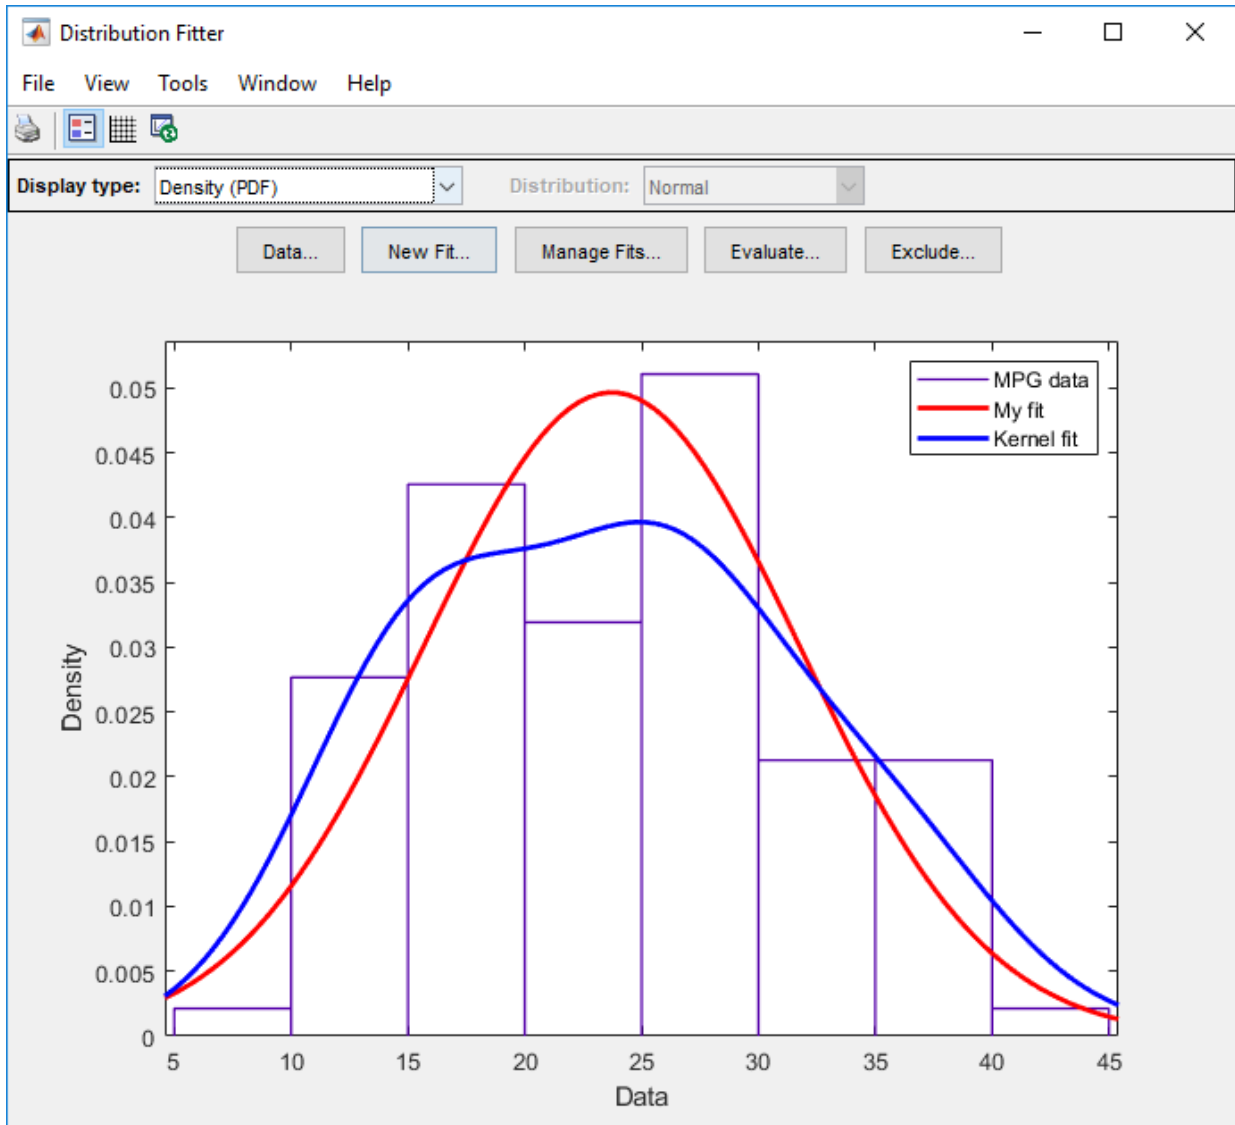 Distribution Fitter
File View Tools Window Help
Display type: Density (PDF) Distribution: Normal
Data... New Fit... Manage Fits... Evaluate... Exclude...
MPG data
My fit
Kernel fit
0.05
0.045
0.04
0.035
0.03
0.025
0.02
0.015
0.01
0.005
0
Density
5 10 15 20 25 30 35 40 45
Data